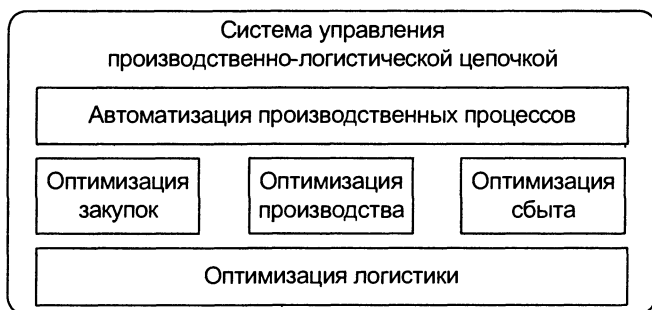 Система управления
производственно-логистической цепочкой
Автоматизация производственных процессов
Оптимизация закупок
Оптимизация производства
Оптимизация сбыта
Оптимизация логистики